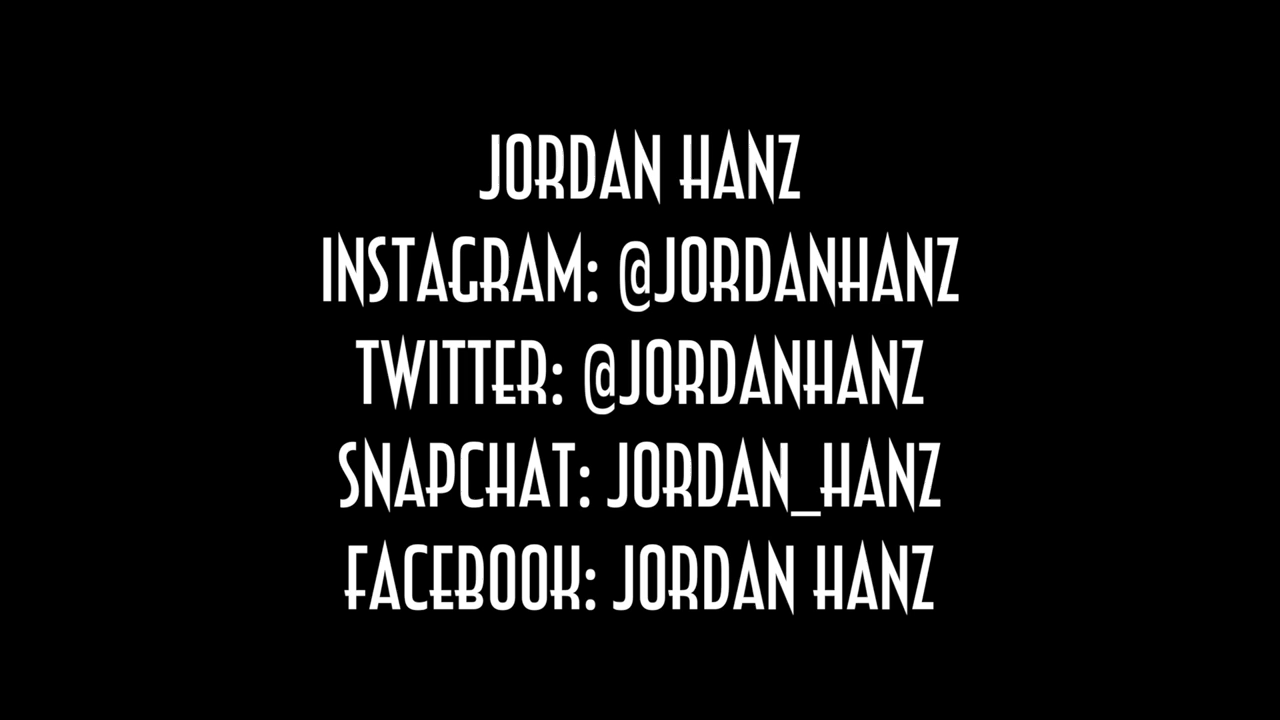 JORDAN HANZ
INSTAGRAM: @JORDANHANZ
TWITTER: @JORDANHANZ
SNAPCHAT: JORDAN_HANZ
FACEBOOK: JORDAN HANZ